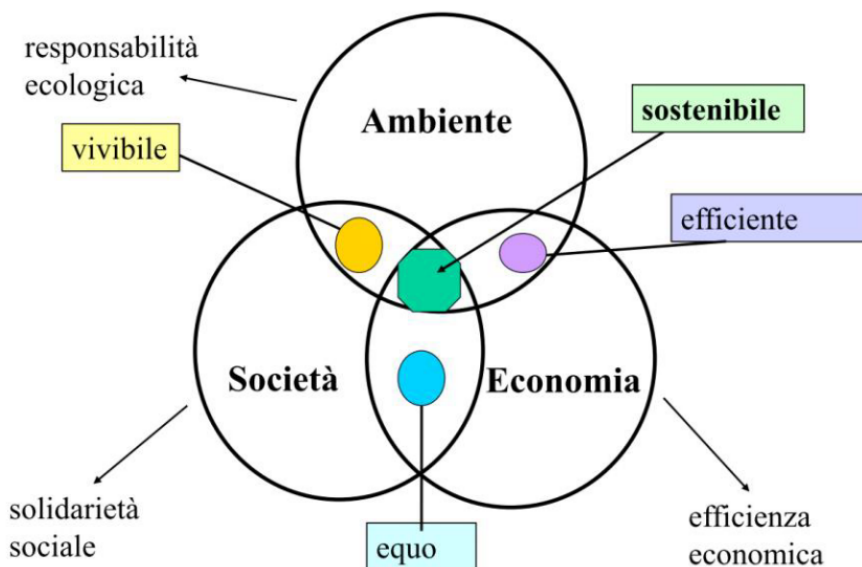 responsabilità
ecologica
Ambiente
sostenibile
vivibile
efficiente
Società
Economia
solidarietà
sociale
equo
efficienza
economica